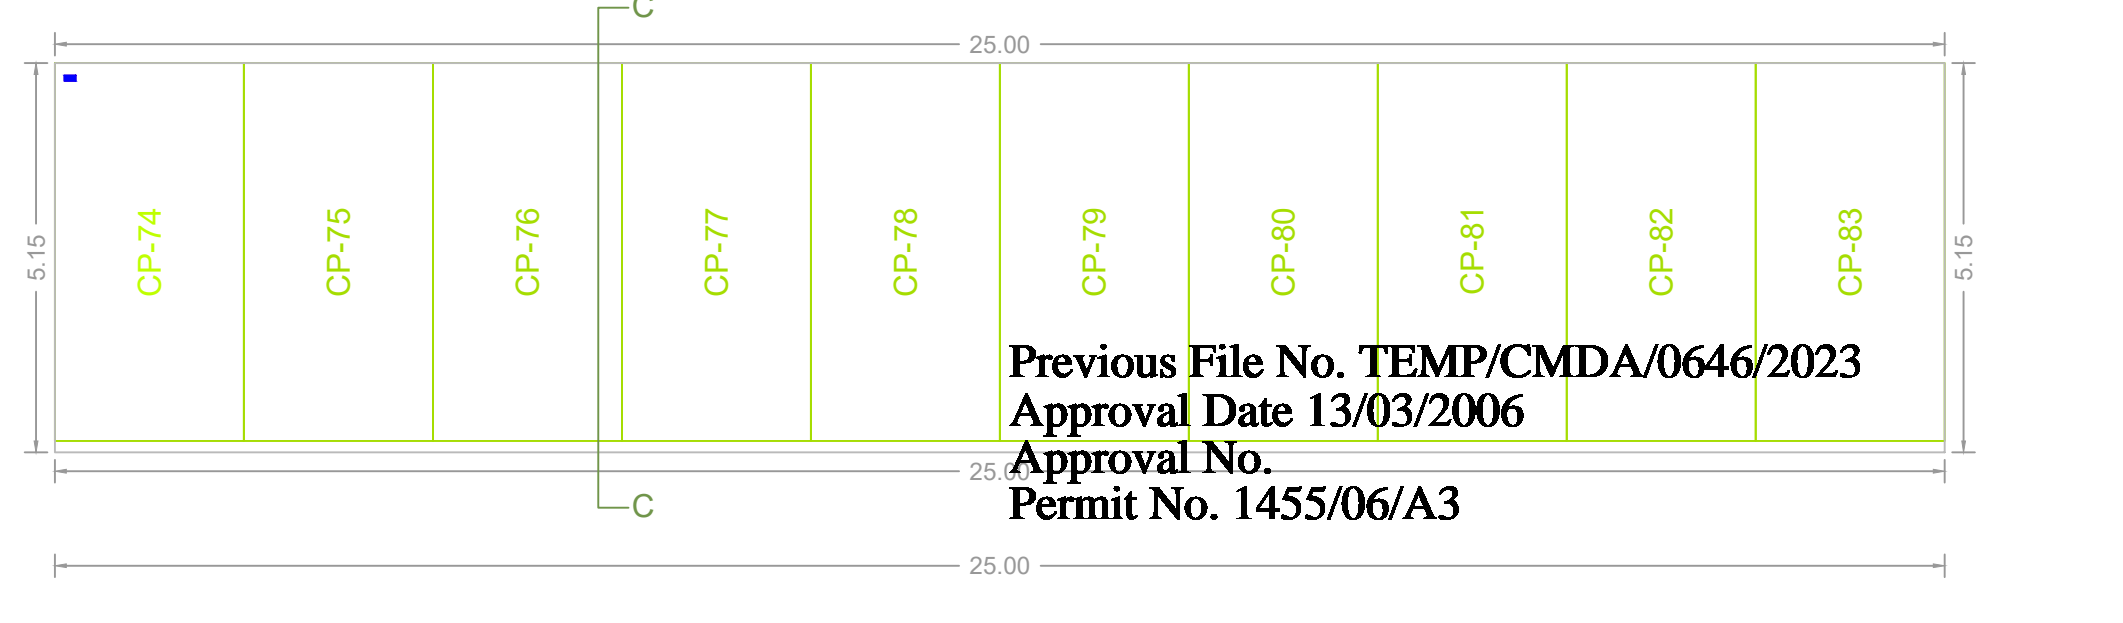 C
25.00
5.15
CP-74
CP-75
CP-76
CP-77
CP-78
CP-79
CP-80
CP-81
CP-82
CP-83
5.15
Previous File No. TEMP/CMDA/0646/2023
Approval Date 13/03/2006
Approval No.
25.00
Permit No. 1455/06/A3
C
25.00